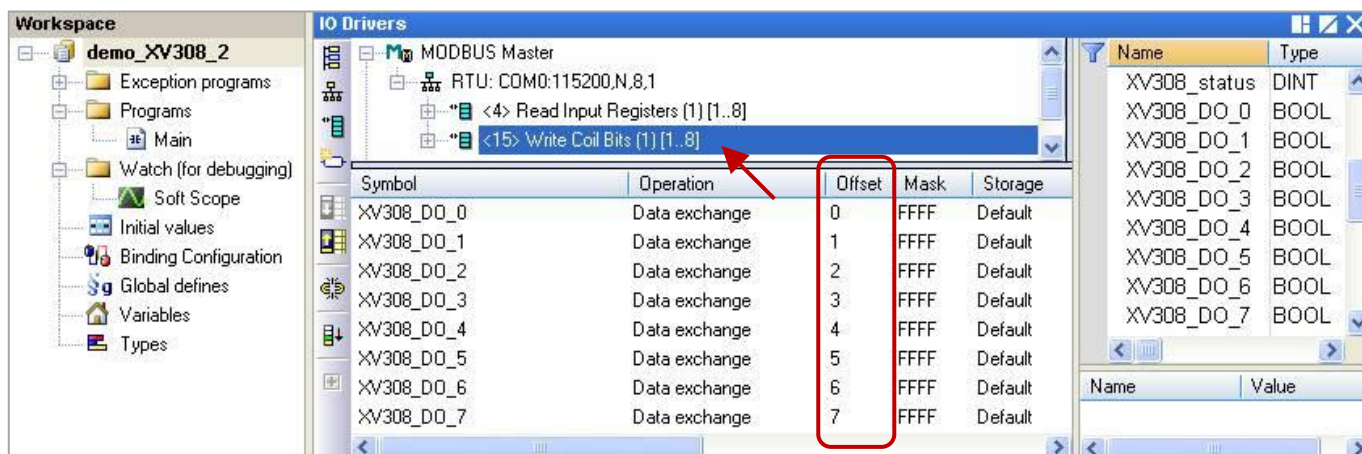 Workspace
demo_XV308_2
Exception programs
Programs
Main
Watch (for debugging)
Soft Scope
Initial values
Binding Configuration
Global defines
Variables
Types
IO Drivers
MODBUS Master
RTU: COM0:115200,N,8,1
<4> Read Input Registers (1) [1..8]
<15> Write Coil Bits (1) [1..8]
Symbol Operation Offset Mask Storage
XV308_DO_0 Data exchange 0 FFFF Default
XV308_DO_1 Data exchange 1 FFFF Default
XV308_DO_2 Data exchange 2 FFFF Default
XV308_DO_3 Data exchange 3 FFFF Default
XV308_DO_4 Data exchange 4 FFFF Default
XV308_DO_5 Data exchange 5 FFFF Default
XV308_DO_6 Data exchange 6 FFFF Default
XV308_DO_7 Data exchange 7 FFFF Default
Name Type
XV308_status DINT
XV308_DO_0 BOOL
XV308_DO_1 BOOL
XV308_DO_2 BOOL
XV308_DO_3 BOOL
XV308_DO_4 BOOL
XV308_DO_5 BOOL
XV308_DO_6 BOOL
XV308_DO_7 BOOL
Name Value